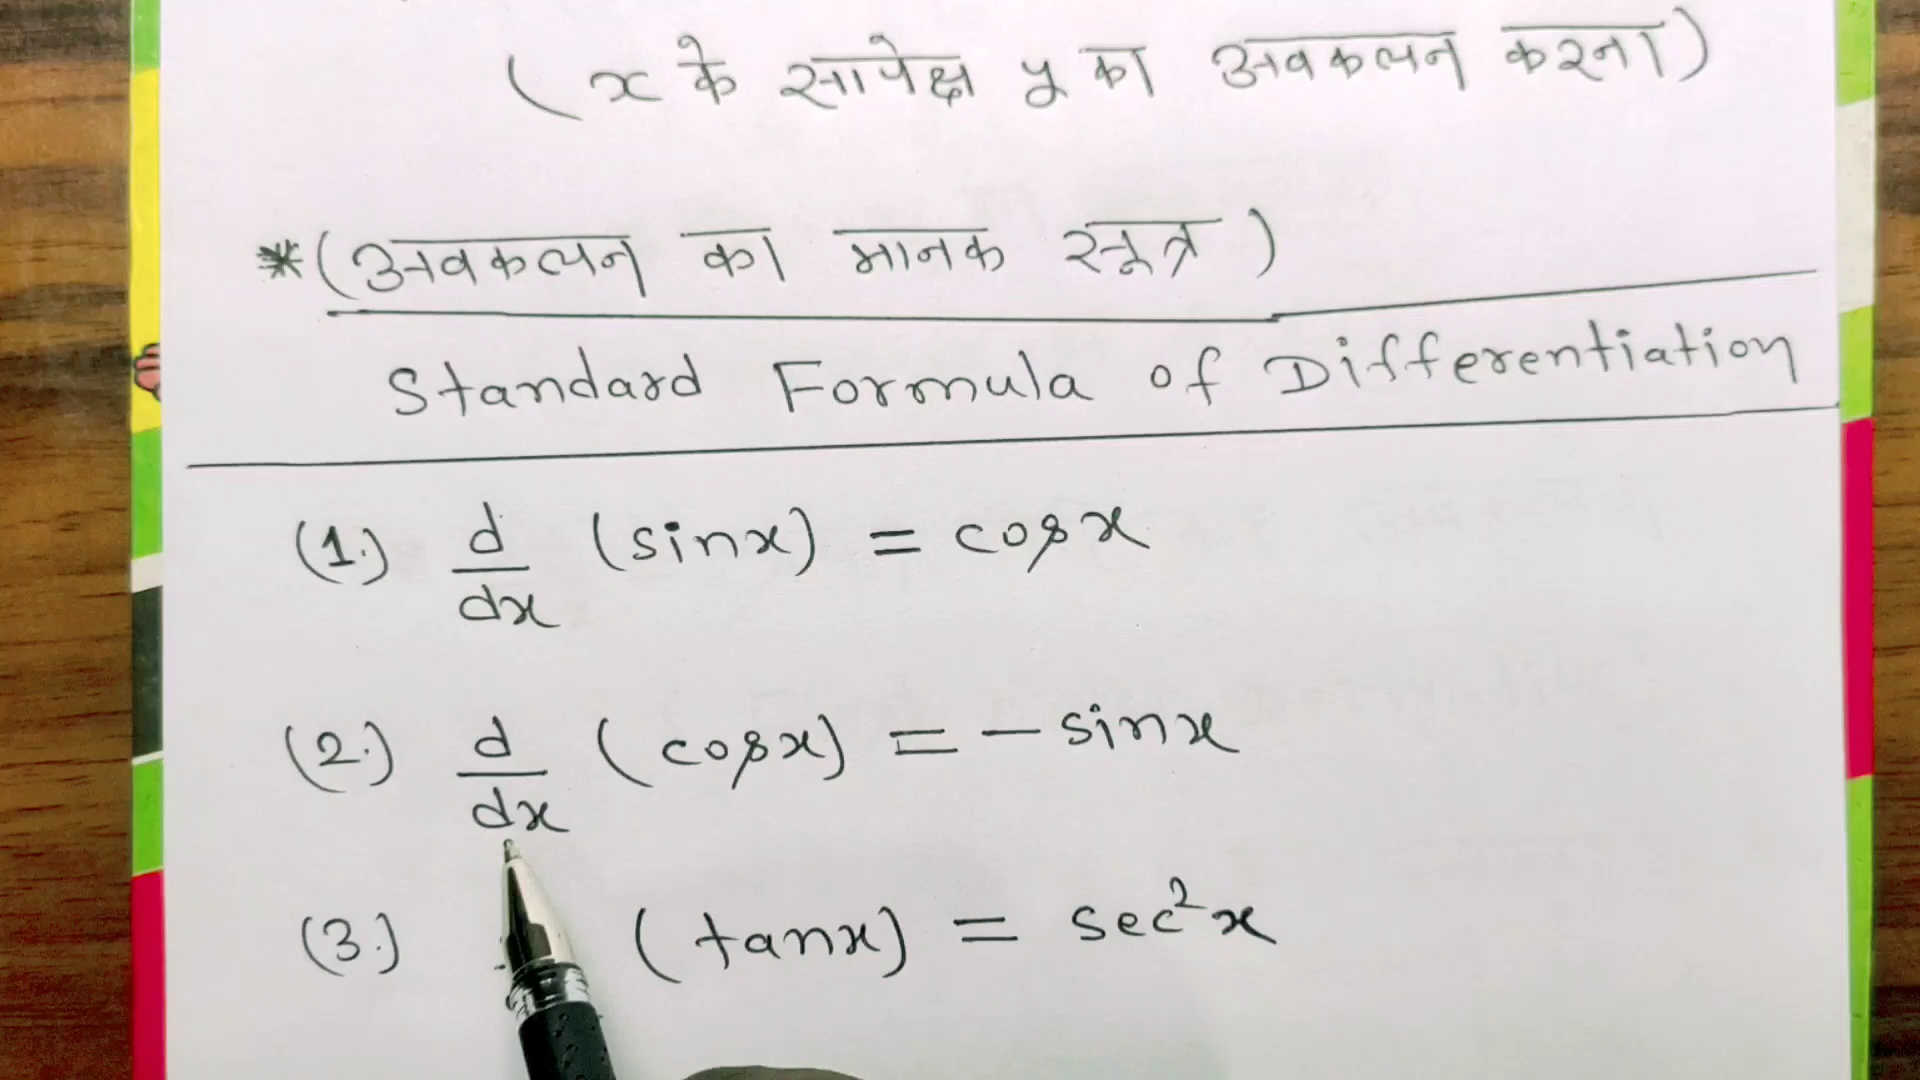 (x के सापेक्ष y का अवकलन करना)
*(अवकलन का मानक सूत्र)
Standard Formula of Differentiation
(1.) d/dx (sinx) = cosx
(2.) d/dx (cosx) = - sinx
(3.) (tanx) = sec²x